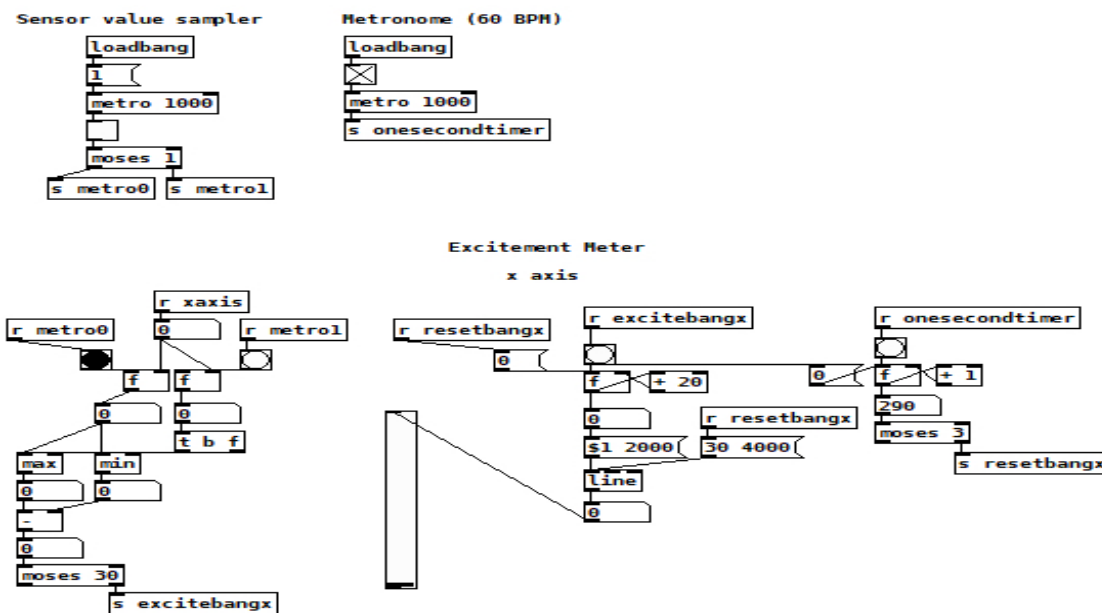 Sensor value sampler
Metronome (60 BPM)
loadbang
loadbang
1
metro 1000
metro 1000
s onesecondtimer
moses 1
s metro0
s metro1
Excitement Meter
x axis
r xaxis
r metro0
0
r metro1
r resetbangx
r excitebangx
r onesecondtimer
0
0
f
f
f
+ 20
f
+ 1
0
0
0
r resetbangx
290
t b f
$1 2000
30 4000
moses 3
max
min
line
s resetbangx
0
0
0
-
0
moses 30
s excitebangx